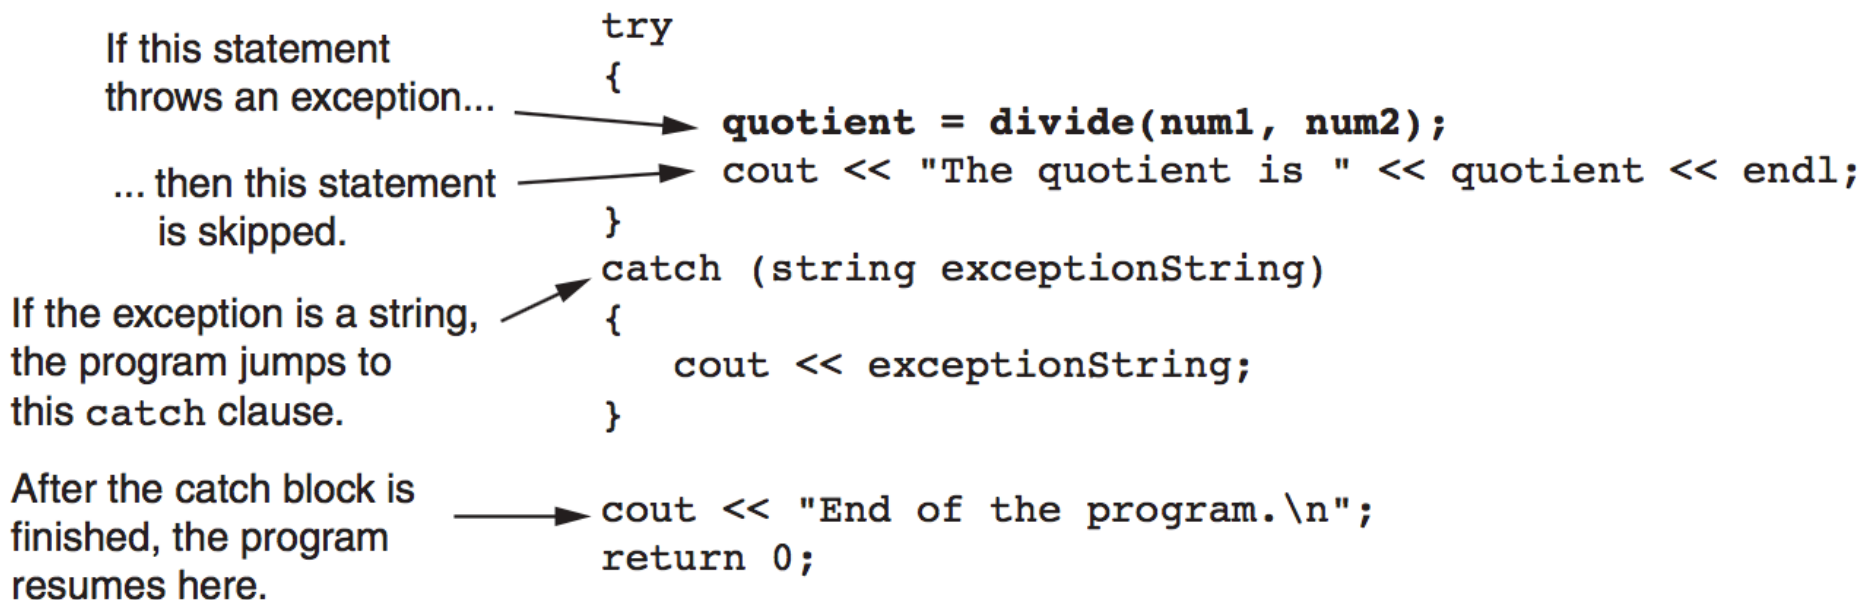 If this statement
throws an exception...
... then this statement
is skipped.
If the exception is a string,
the program jumps to
this catch clause.
After the catch block is
finished, the program
resumes here.
try
{
quotient = divide(num1, num2);
cout << "The quotient is " << quotient << endl;
}
catch (string exceptionString)
{
cout << exceptionString;
}
cout << "End of the program.\n";
return 0;